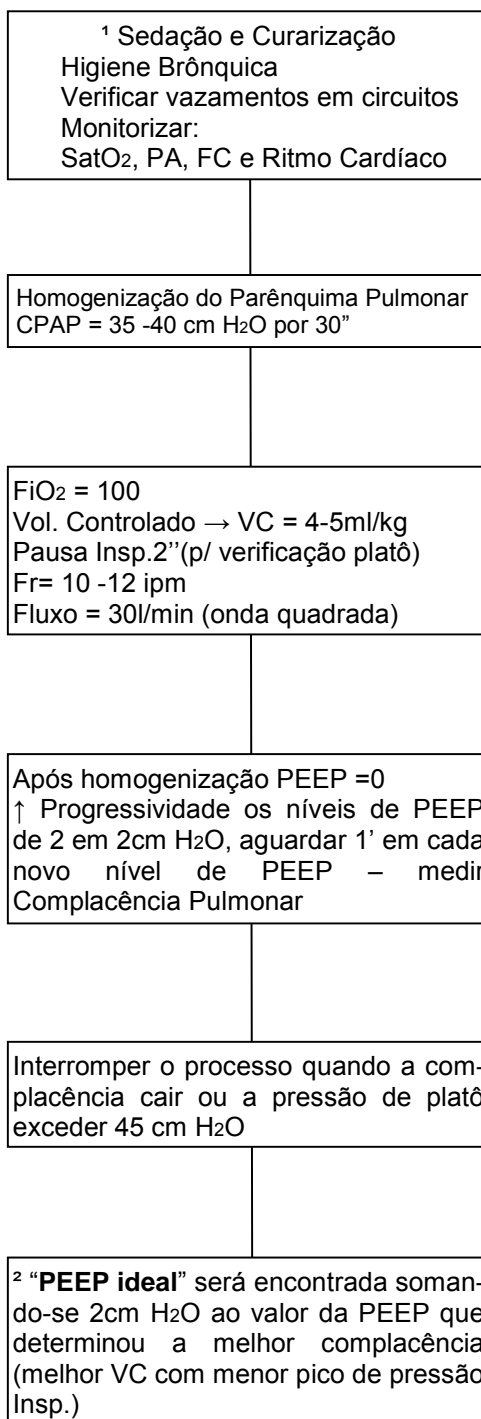 ¹ Sedação e Curarização
Higiene Brônquica
Verificar vazamentos em circuitos
Monitorizar:
SatO2, PA, FC e Ritmo Cardíaco
Homogenização do Parênquima Pulmonar
CPAP = 35 -40 cm H2O por 30”
FiO2 = 100
Vol. Controlado → VC = 4-5ml/kg
Pausa Insp.2’’(p/ verificação platô)
Fr= 10 -12 ipm
Fluxo = 30l/min (onda quadrada)
Após homogenização PEEP =0
↑ Progressividade os níveis de PEEP
de 2 em 2cm H2O, aguardar 1’ em cada
novo nível de PEEP – medir
Complacência Pulmonar
Interromper o processo quando a com-
placência cair ou a pressão de platô
exceder 45 cm H2O
² “PEEP ideal” será encontrada soman-
do-se 2cm H2O ao valor da PEEP que
determinou a melhor complacência
(melhor VC com menor pico de pressão
Insp.)